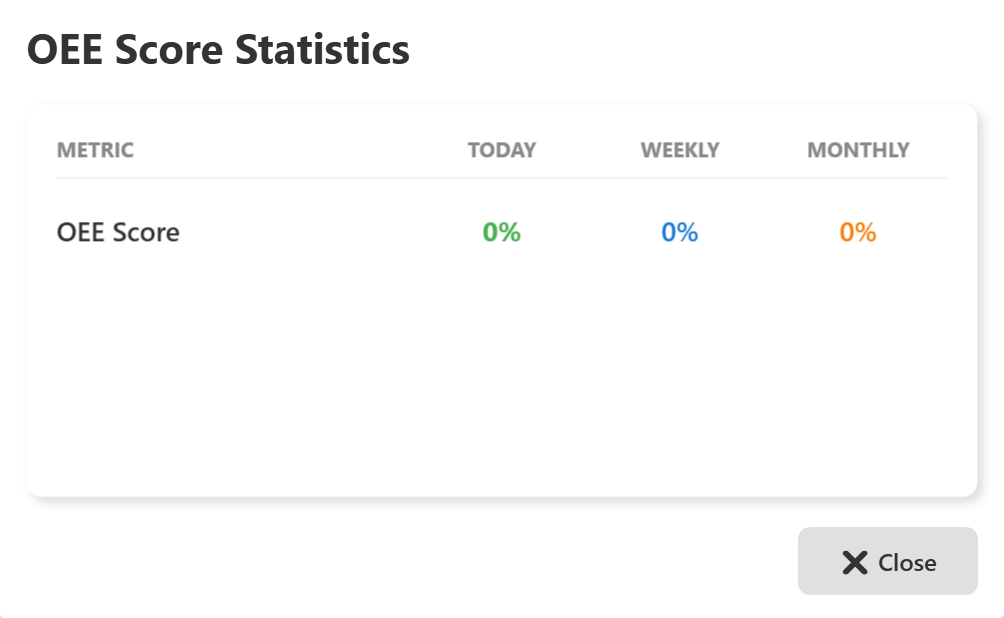 OEE Score Statistics
METRIC TODAY WEEKLY MONTHLY
OEE Score 0% 0% 0%
Close